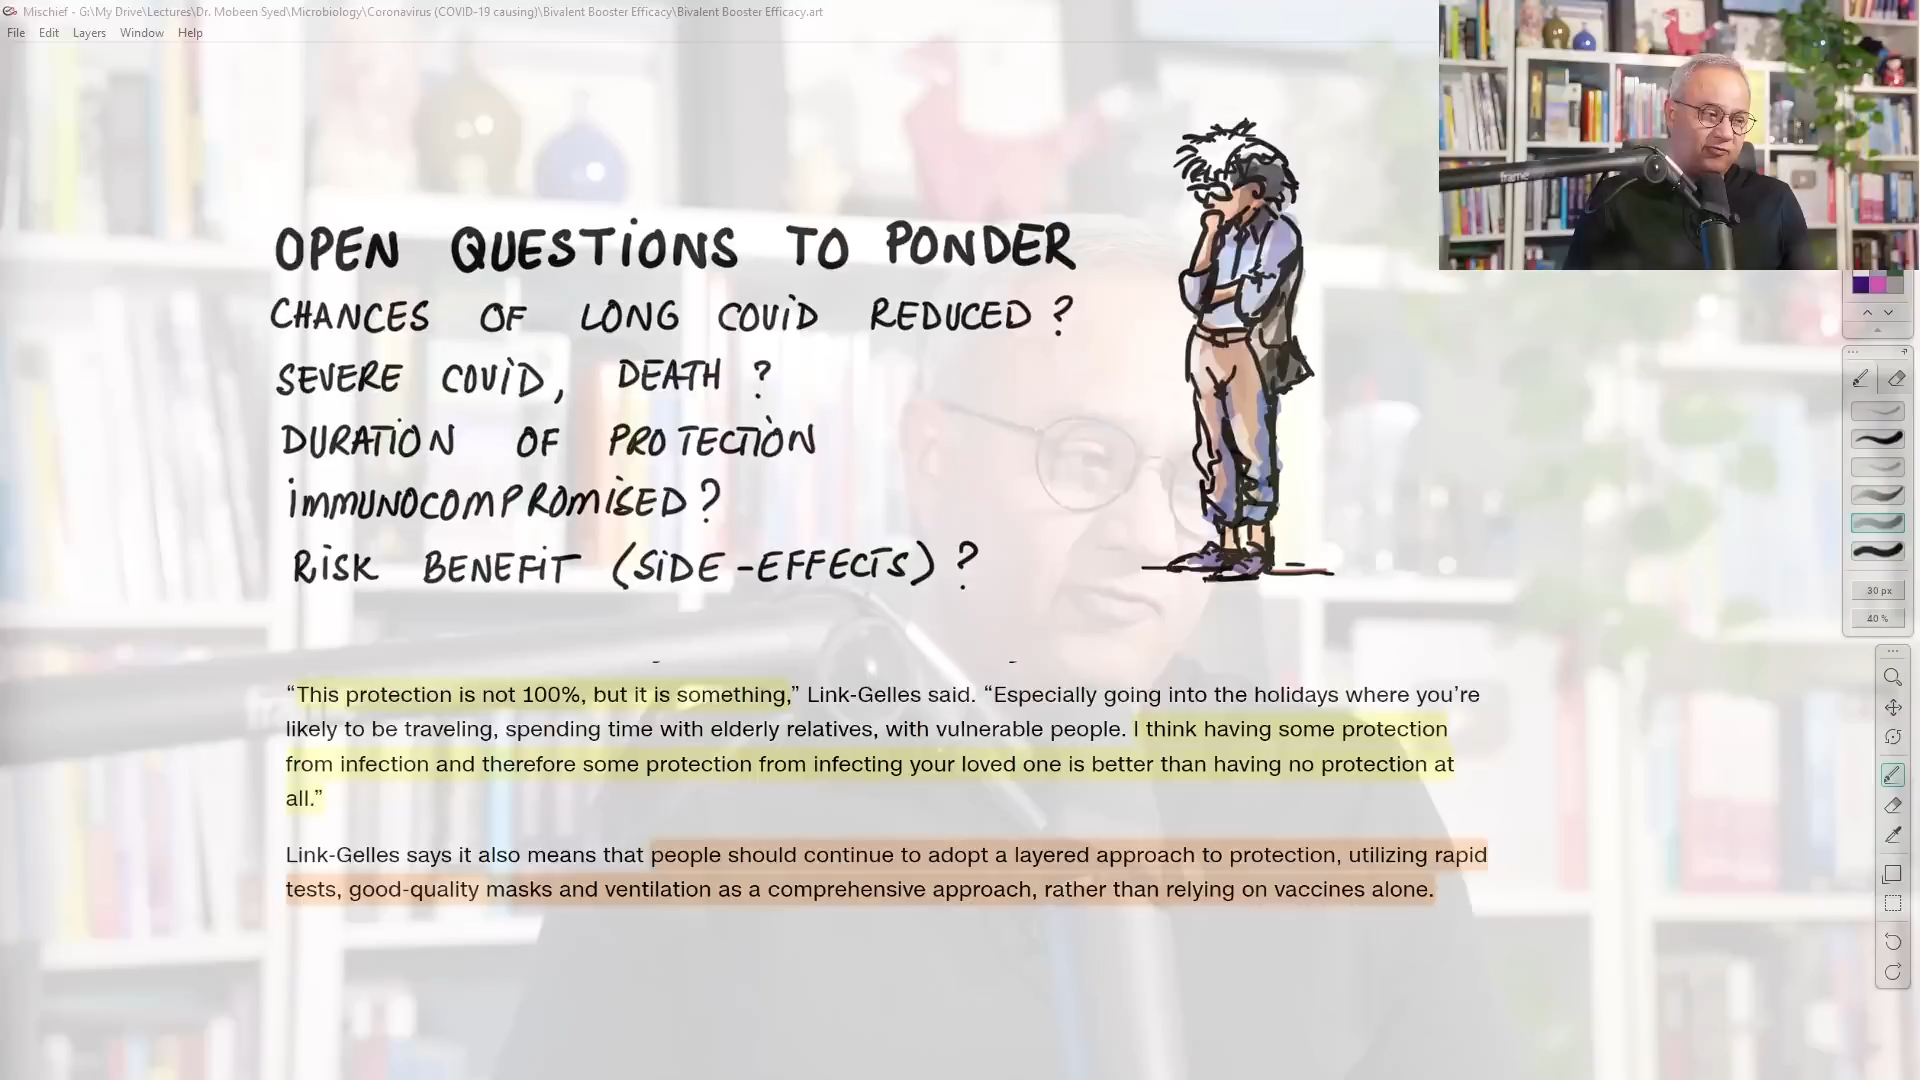 Mischief - G:\My Drive\Lectures\Dr. Mobeen Syed\Microbiology\Coronavirus (COVID-19 causing)\Bivalent Booster Efficacy\Bivalent Booster Efficacy.art
File Edit Layers Window Help
frame
OPEN QUESTIONS TO PONDER
CHANCES OF LONG COVID REDUCED ?
SEVERE COVID, DEATH ?
DURATION OF PROTECTION
IMMUNOCOMPROMISED ?
RISK BENEFIT (SIDE-EFFECTS) ?
30 px
40 %
“This protection is not 100%, but it is something,” Link-Gelles said. “Especially going into the holidays where you’re
likely to be traveling, spending time with elderly relatives, with vulnerable people. I think having some protection
from infection and therefore some protection from infecting your loved one is better than having no protection at
all.”
Link-Gelles says it also means that people should continue to adopt a layered approach to protection, utilizing rapid
tests, good-quality masks and ventilation as a comprehensive approach, rather than relying on vaccines alone.